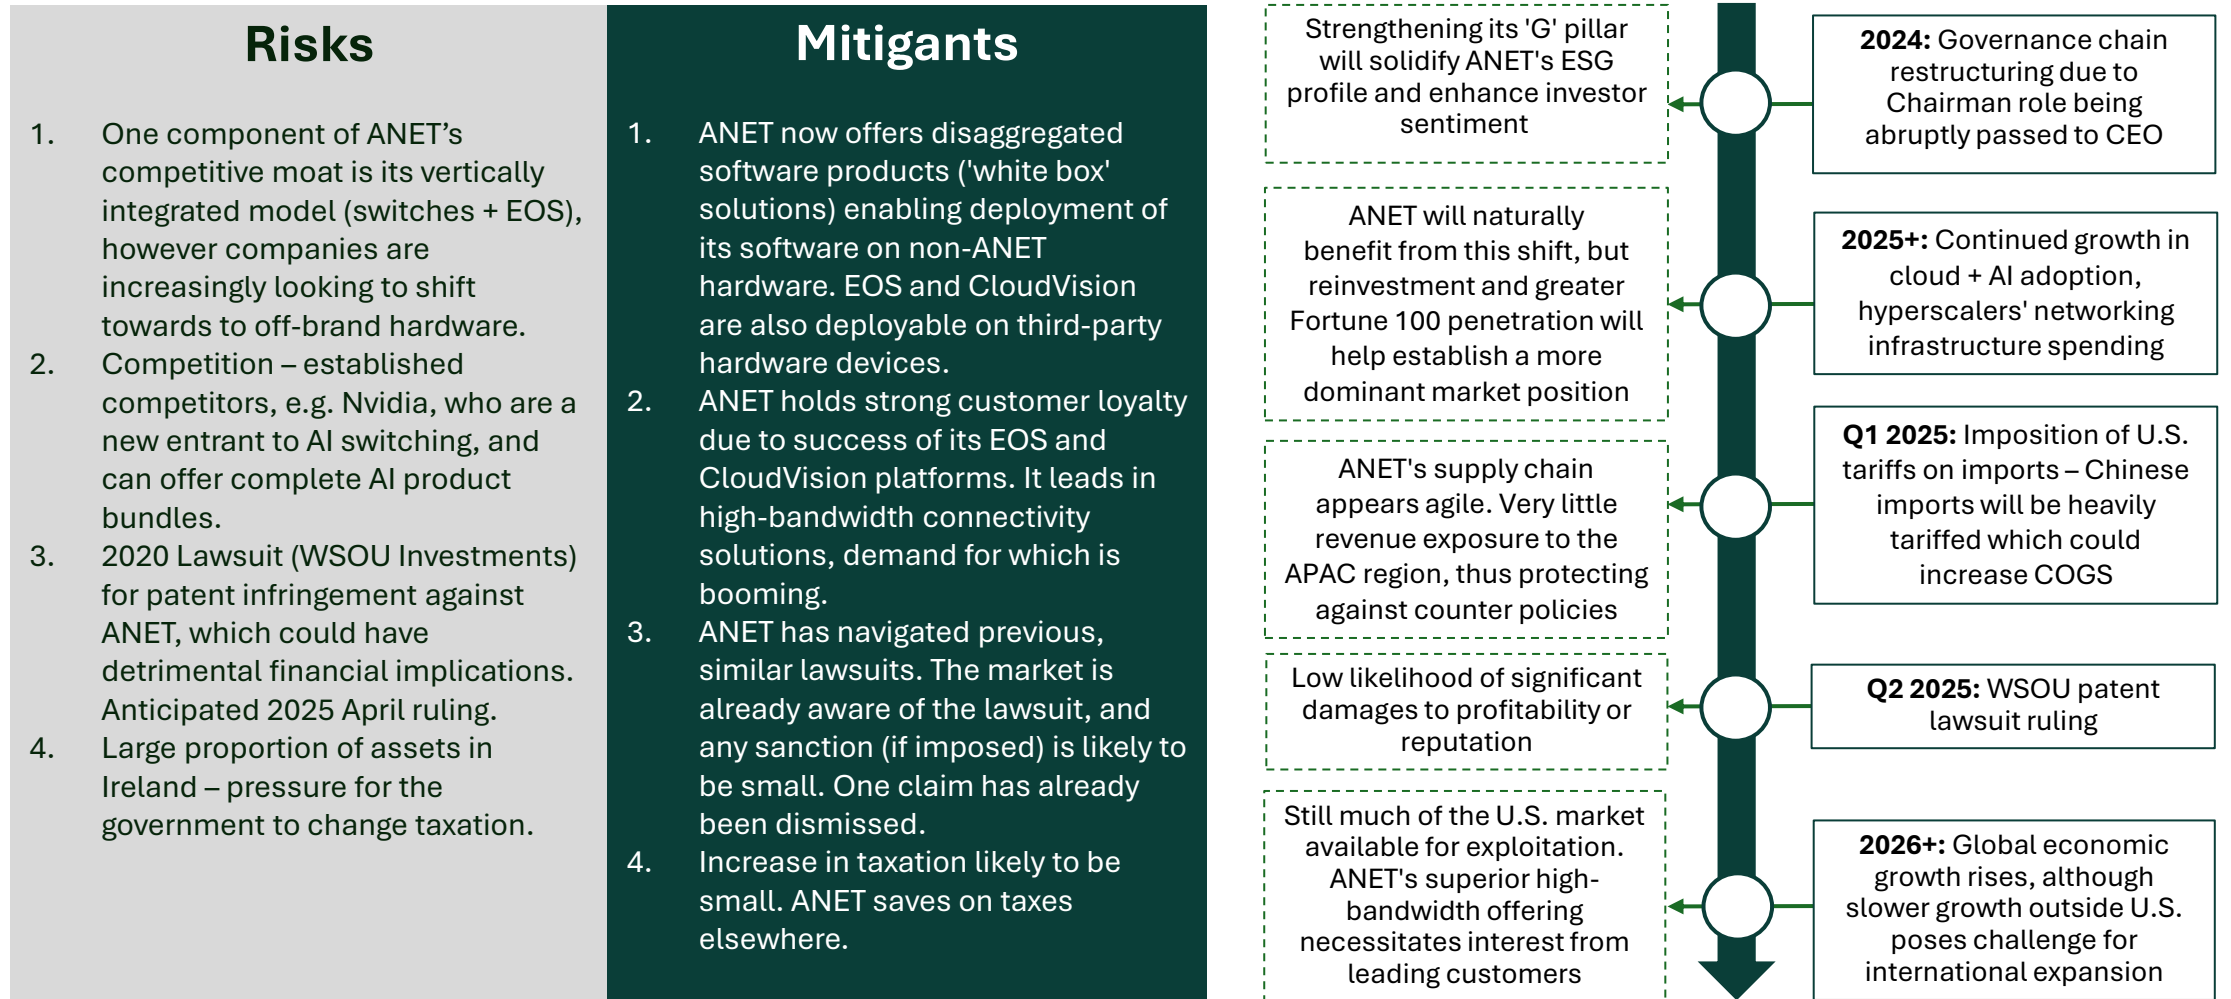 Risks
1. One component of ANET’s
competitive moat is its vertically
integrated model (switches + EOS),
however companies are
increasingly looking to shift
towards to off-brand hardware.
2. Competition – established
competitors, e.g. Nvidia, who are a
new entrant to AI switching, and
can offer complete AI product
bundles.
3. 2020 Lawsuit (WSOU Investments)
for patent infringement against
ANET, which could have
detrimental financial implications.
Anticipated 2025 April ruling.
4. Large proportion of assets in
Ireland – pressure for the
government to change taxation.
Mitigants
1. ANET now offers disaggregated
software products ('white box'
solutions) enabling deployment of
its software on non-ANET
hardware. EOS and CloudVision
are also deployable on third-party
hardware devices.
2. ANET holds strong customer loyalty
due to success of its EOS and
CloudVision platforms. It leads in
high-bandwidth connectivity
solutions, demand for which is
booming.
3. ANET has navigated previous,
similar lawsuits. The market is
already aware of the lawsuit, and
any sanction (if imposed) is likely to
be small. One claim has already
been dismissed.
4. Increase in taxation likely to be
small. ANET saves on taxes
elsewhere.
Strengthening its 'G' pillar
will solidify ANET's ESG
profile and enhance investor
sentiment
2024: Governance chain
restructuring due to
Chairman role being
abruptly passed to CEO
ANET will naturally
benefit from this shift, but
reinvestment and greater
Fortune 100 penetration will
help establish a more
dominant market position
2025+: Continued growth in
cloud + AI adoption,
hyperscalers' networking
infrastructure spending
ANET's supply chain
appears agile. Very little
revenue exposure to the
APAC region, thus protecting
against counter policies
Q1 2025: Imposition of U.S.
tariffs on imports – Chinese
imports will be heavily
tariffed which could
increase COGS
Low likelihood of significant
damages to profitability or
reputation
Q2 2025: WSOU patent
lawsuit ruling
Still much of the U.S. market
available for exploitation.
ANET's superior high-
bandwidth offering
necessitates interest from
leading customers
2026+: Global economic
growth rises, although
slower growth outside U.S.
poses challenge for
international expansion